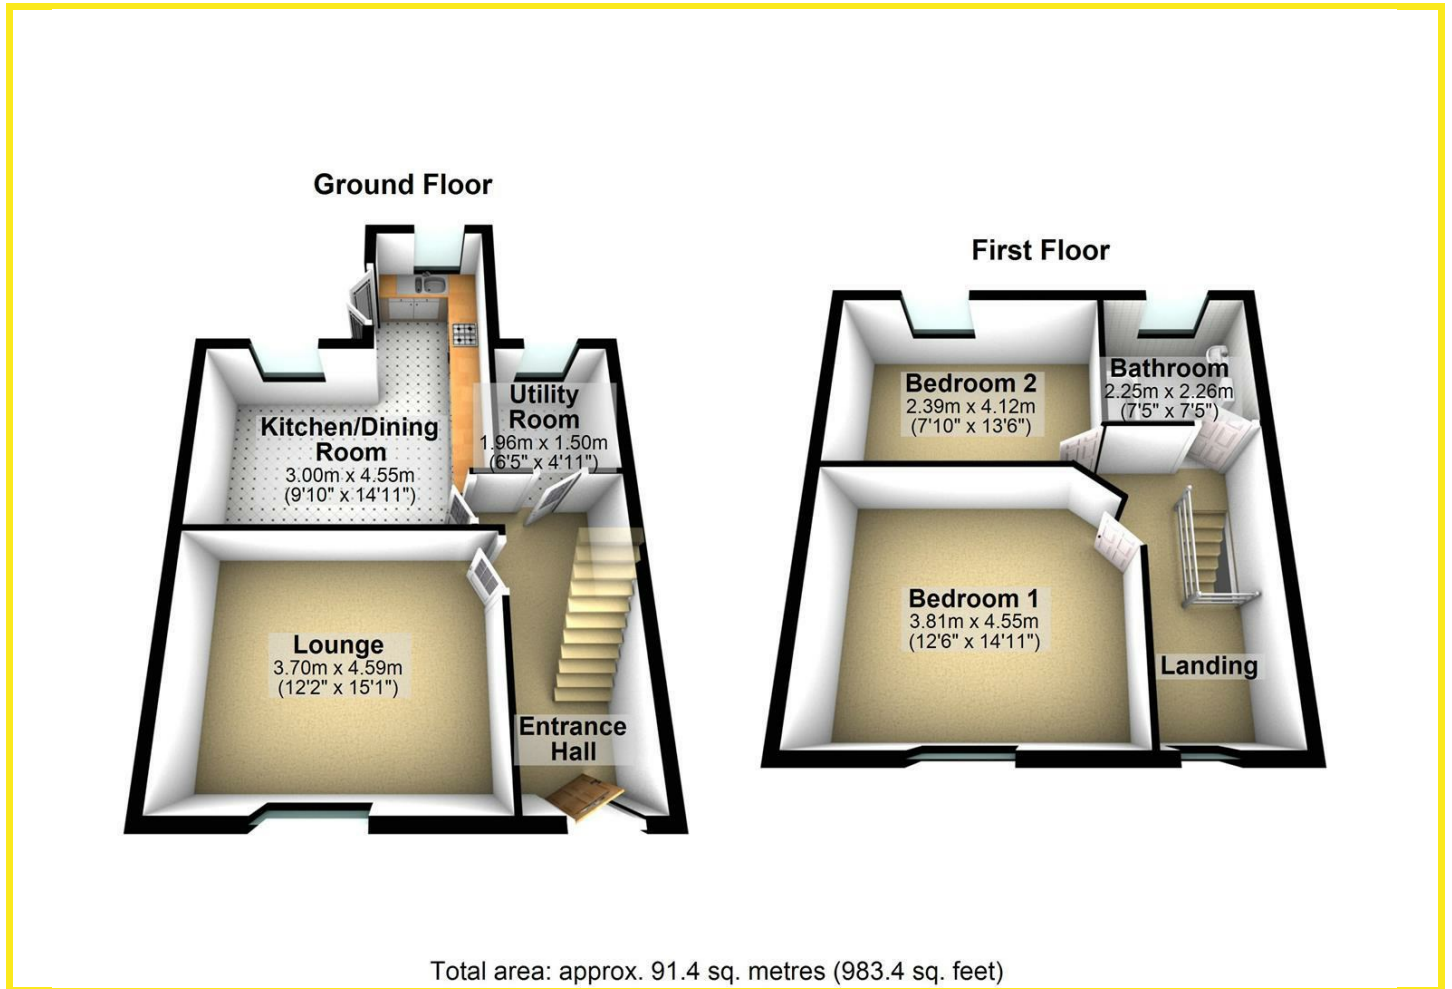 Ground Floor
Kitchen/Dining
Room
3.00m x 4.55m
(9'10" x 14'11")
Utility
Room
1.96m x 1.50m
(6'5" x 4'11")
Lounge
3.70m x 4.59m
(12'2" x 15'1")
Entrance
Hall
First Floor
Bedroom 2
2.39m x 4.12m
(7'10" x 13'6")
Bathroom
2.25m x 2.26m
(7'5" x 7'5")
Bedroom 1
3.81m x 4.55m
(12'6" x 14'11")
Landing
Total area: approx. 91.4 sq. metres (983.4 sq. feet)